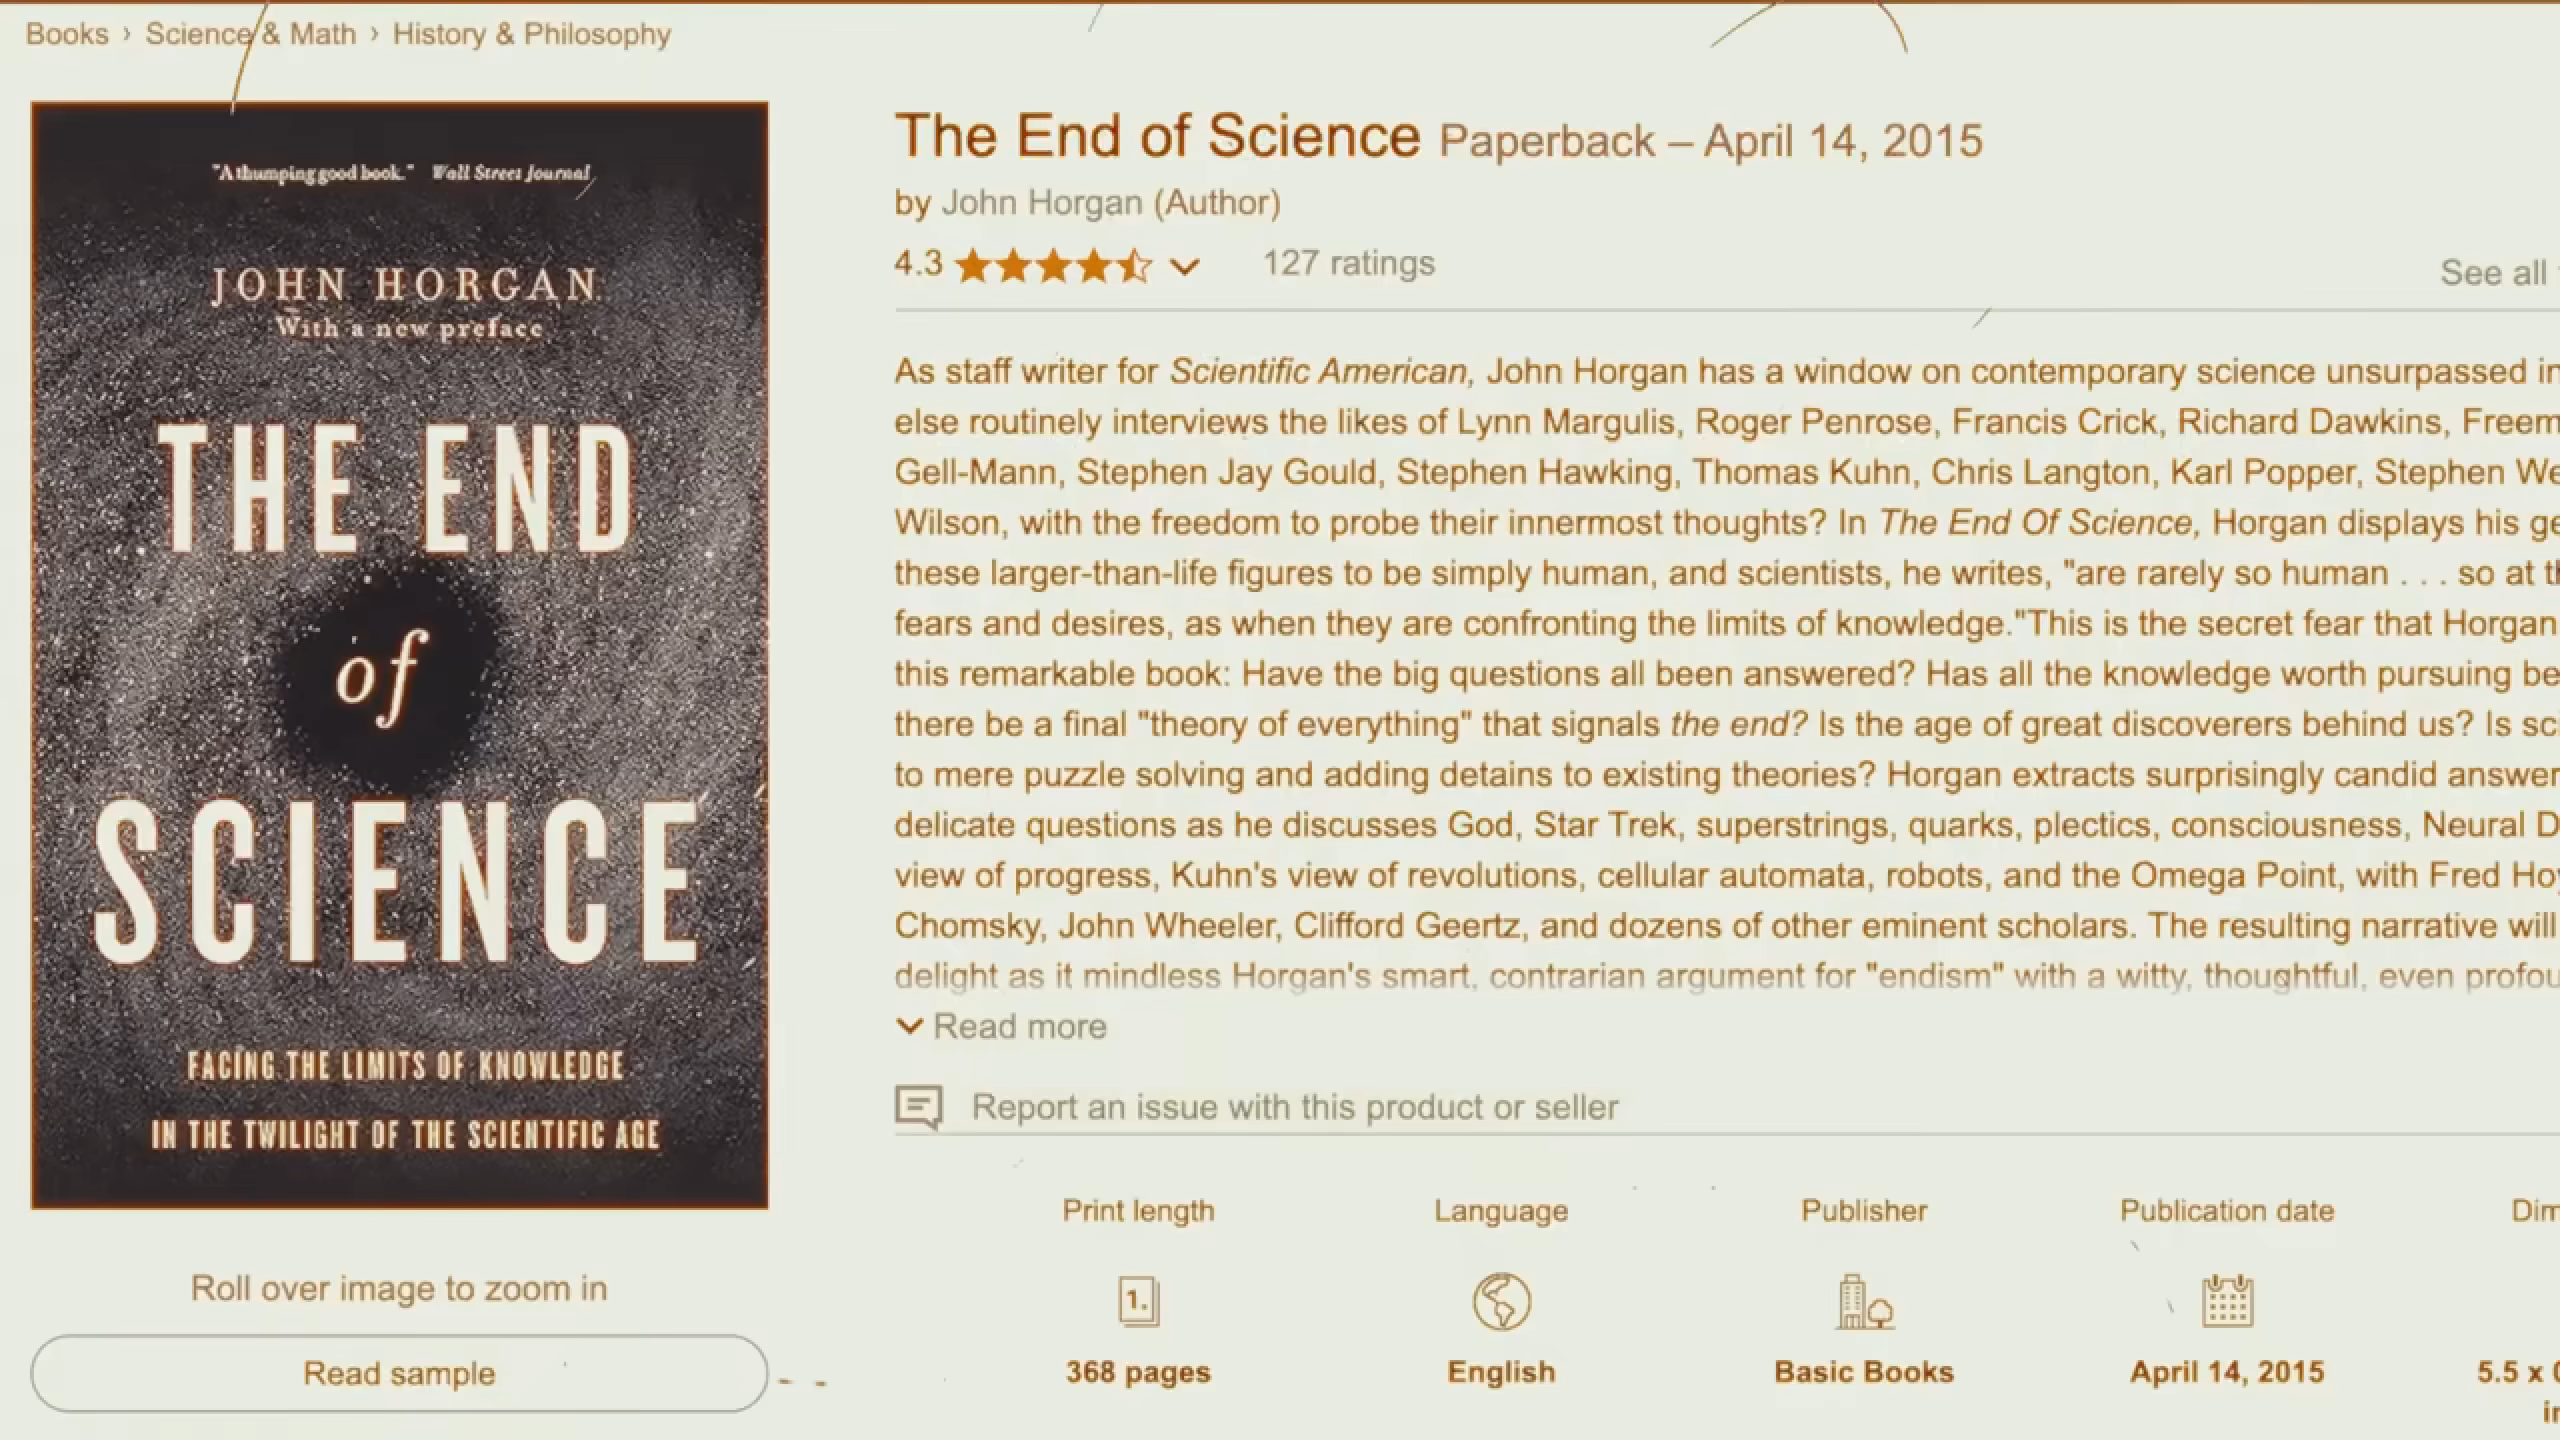 Books › Science & Math › History & Philosophy
"A thumping good book." Wall Street Journal
JOHN HORGAN
With a new preface
THE END
of
SCIENCE
FACING THE LIMITS OF KNOWLEDGE
IN THE TWILIGHT OF THE SCIENTIFIC AGE
Roll over image to zoom in
Read sample
The End of Science Paperback – April 14, 2015
by John Horgan (Author)
4.3 127 ratings
See all
As staff writer for Scientific American, John Horgan has a window on contemporary science unsurpassed in
else routinely interviews the likes of Lynn Margulis, Roger Penrose, Francis Crick, Richard Dawkins, Freem
Gell-Mann, Stephen Jay Gould, Stephen Hawking, Thomas Kuhn, Chris Langton, Karl Popper, Stephen We
Wilson, with the freedom to probe their innermost thoughts? In The End Of Science, Horgan displays his ge
these larger-than-life figures to be simply human, and scientists, he writes, "are rarely so human . . . so at th
fears and desires, as when they are confronting the limits of knowledge."This is the secret fear that Horgan
this remarkable book: Have the big questions all been answered? Has all the knowledge worth pursuing be
there be a final "theory of everything" that signals the end? Is the age of great discoverers behind us? Is sci
to mere puzzle solving and adding detains to existing theories? Horgan extracts surprisingly candid answer
delicate questions as he discusses God, Star Trek, superstrings, quarks, plectics, consciousness, Neural D
view of progress, Kuhn's view of revolutions, cellular automata, robots, and the Omega Point, with Fred Hoy
Chomsky, John Wheeler, Clifford Geertz, and dozens of other eminent scholars. The resulting narrative will
delight as it mindless Horgan's smart, contrarian argument for "endism" with a witty, thoughtful, even profou
Read more
Report an issue with this product or seller
Print length Language Publisher Publication date Dim
1.
368 pages English Basic Books April 14, 2015 5.5 x 0
in